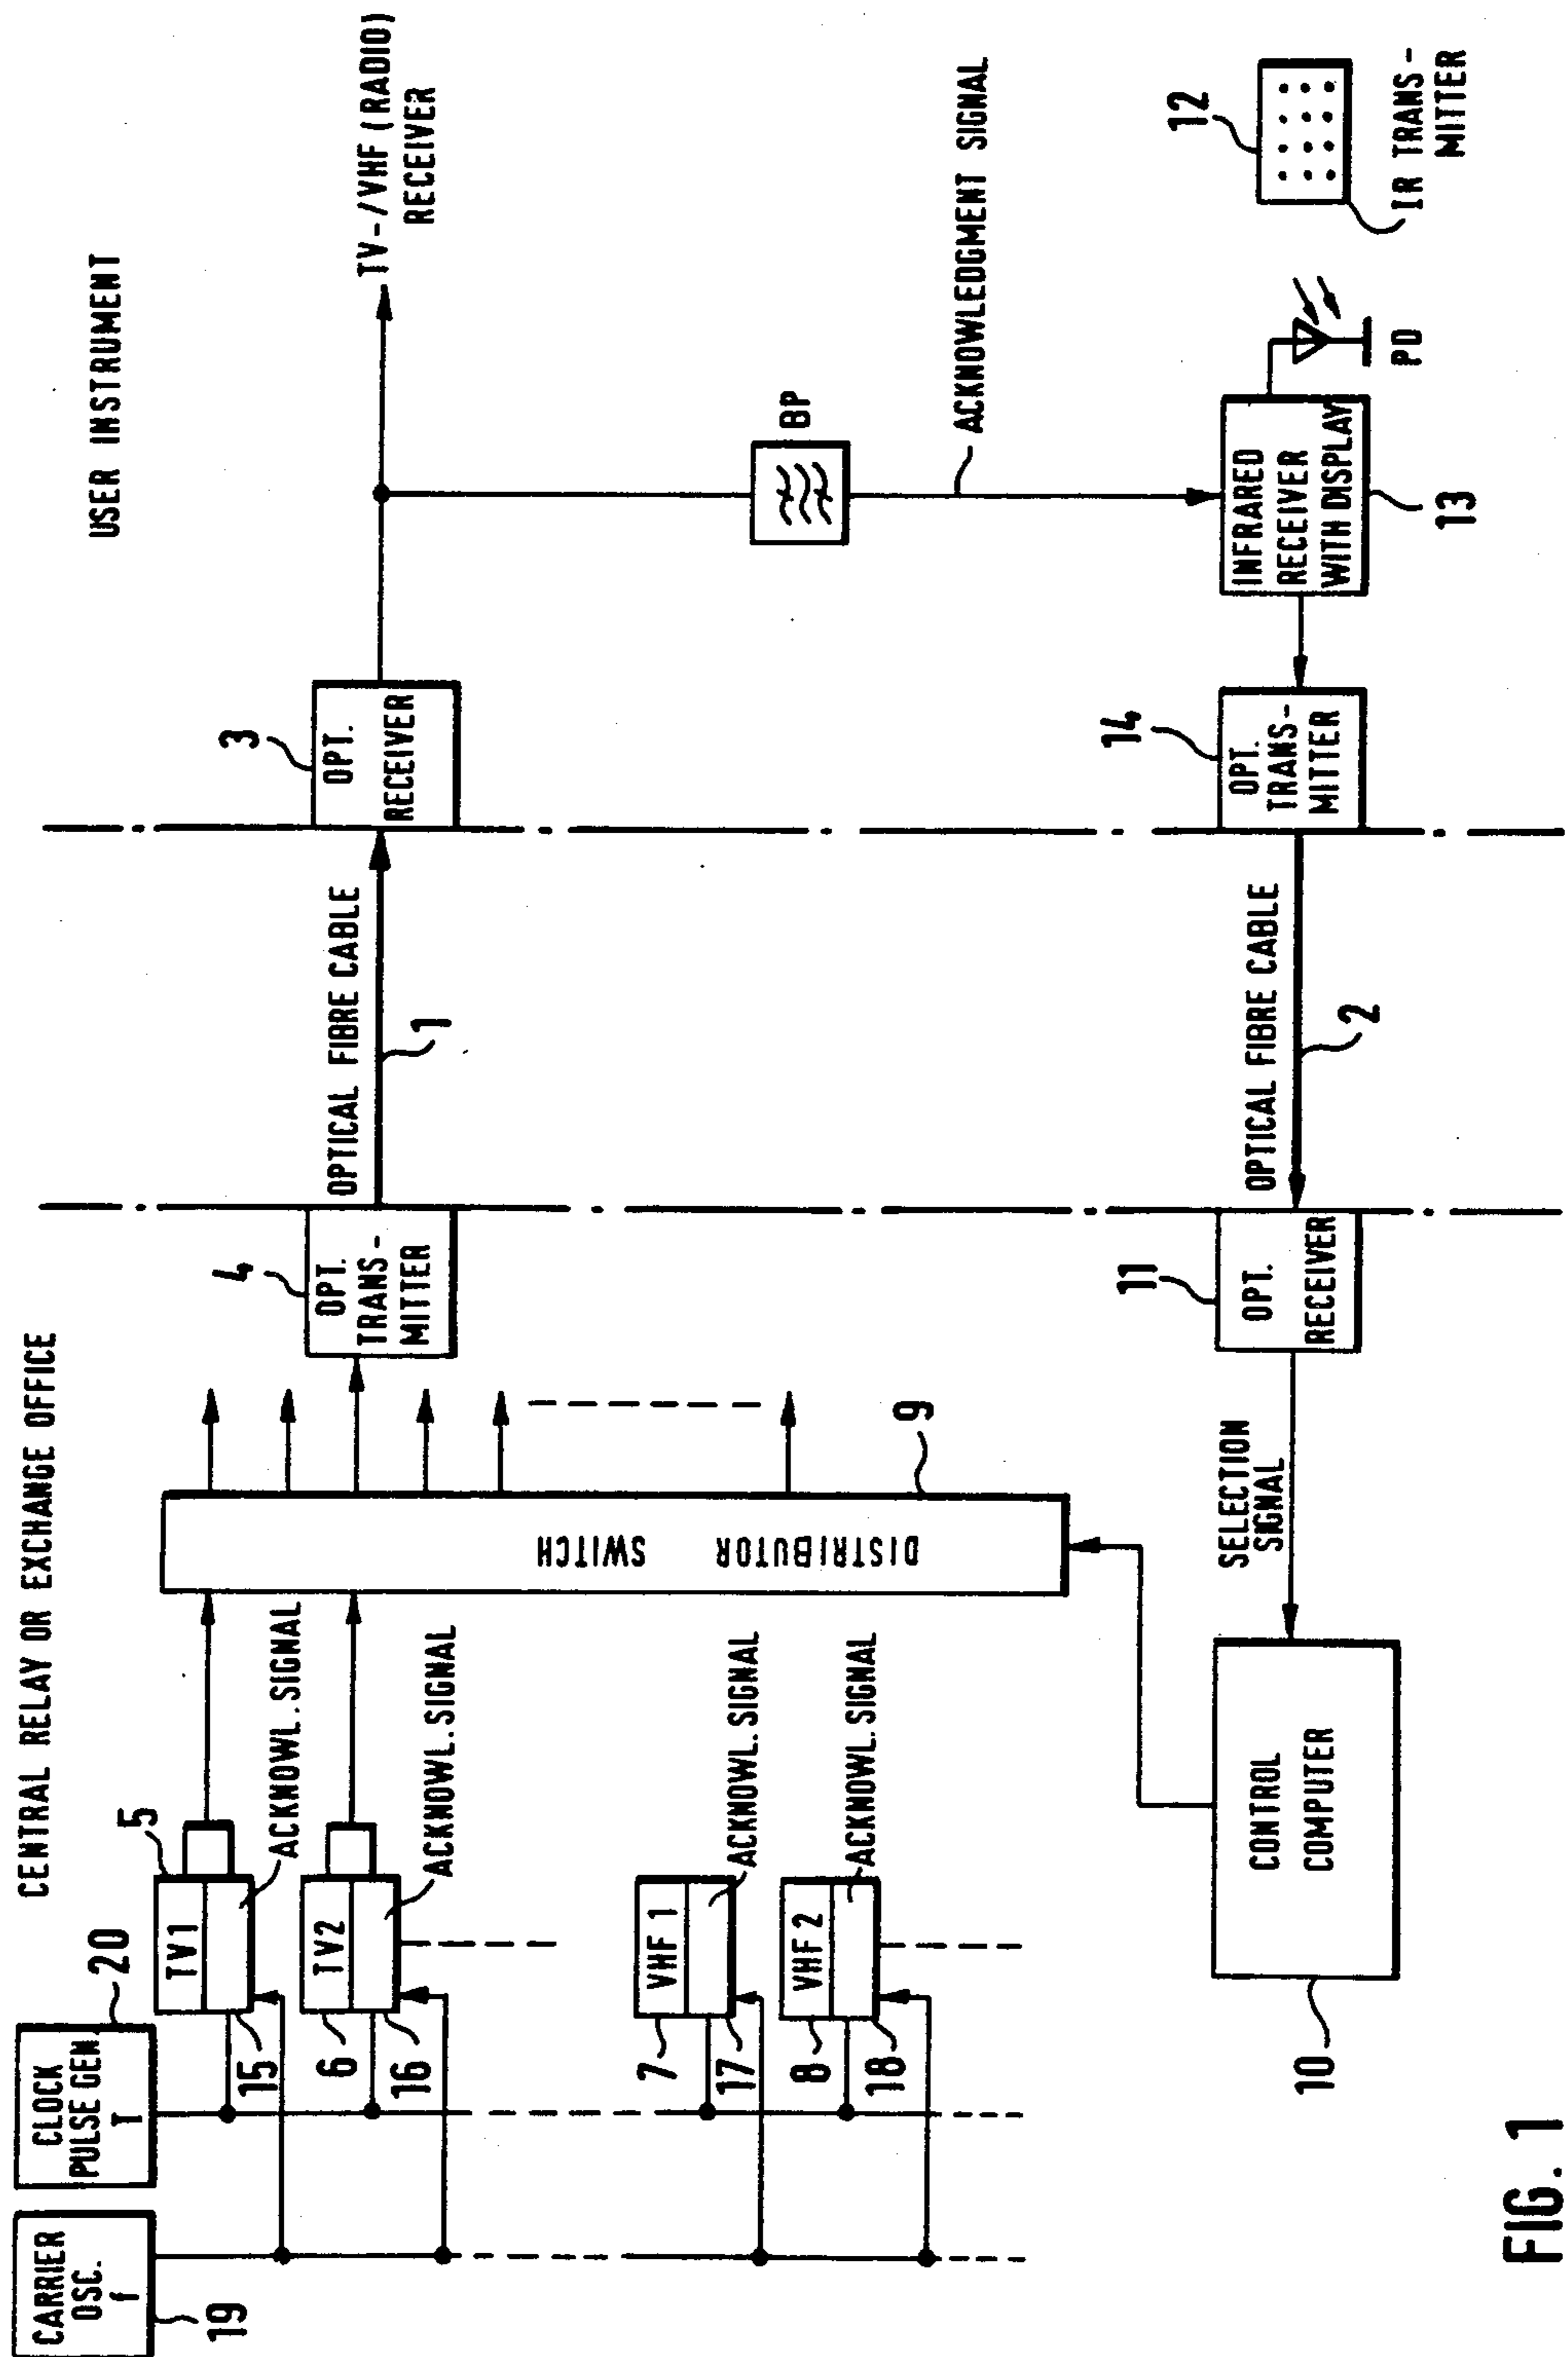 CENTRAL RELAY OR EXCHANGE OFFICE
USER INSTRUMENT
CARRIER
OSC.
f
19
CLOCK
PULSE GEN
T
20
TV1
5
15
ACKNOWL.SIGNAL
TV2
6
16
ACKNOWL.SIGNAL
VHF 1
7
17
ACKNOWL.SIGNAL
VHF 2
8
18
ACKNOWL.SIGNAL
DISTRIBUTOR
SWITCH
9
4
OPT.
TRANS-
MITTER
OPTICAL FIBRE CABLE
1
3
OPT.
RECEIVER
TV-/VHF (RADIO)
RECEIVER
BP
ACKNOWLEDGMENT SIGNAL
12
IR TRANS-
MITTER
PD
INFRARED
RECEIVER
WITH DISPLAY
13
14
OPT.
TRANS-
MITTER
OPTICAL FIBRE CABLE
2
11
OPT.
RECEIVER
SELECTION
SIGNAL
CONTROL
COMPUTER
10
FIG. 1